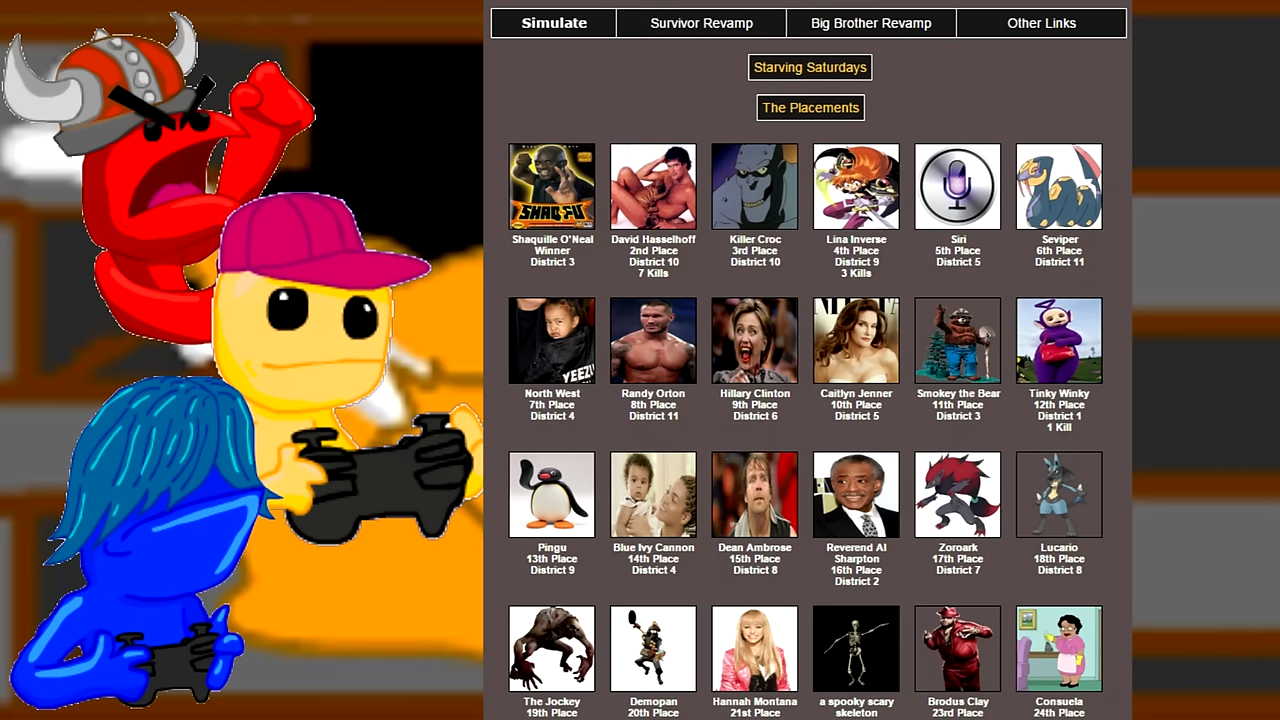 Simulate
Survivor Revamp
Big Brother Revamp
Other Links
Starving Saturdays
The Placements
SHAQ-FU
Shaquille O'Neal
Winner
District 3
David Hasselhoff
2nd Place
District 10
7 Kills
Killer Croc
3rd Place
District 10
Lina Inverse
4th Place
District 9
3 Kills
Siri
5th Place
District 5
Seviper
6th Place
District 11
YEEZU
North West
7th Place
District 4
Randy Orton
8th Place
District 11
Hillary Clinton
9th Place
District 6
Caitlyn Jenner
10th Place
District 5
Smokey the Bear
11th Place
District 3
Tinky Winky
12th Place
District 1
1 Kill
Pingu
13th Place
District 9
Blue Ivy Cannon
14th Place
District 4
Dean Ambrose
15th Place
District 8
Reverend Al
Sharpton
16th Place
District 2
Zoroark
17th Place
District 7
Lucario
18th Place
District 8
The Jockey
19th Place
Demopan
20th Place
Hannah Montana
21st Place
a spooky scary
skeleton
Brodus Clay
23rd Place
Consuela
24th Place